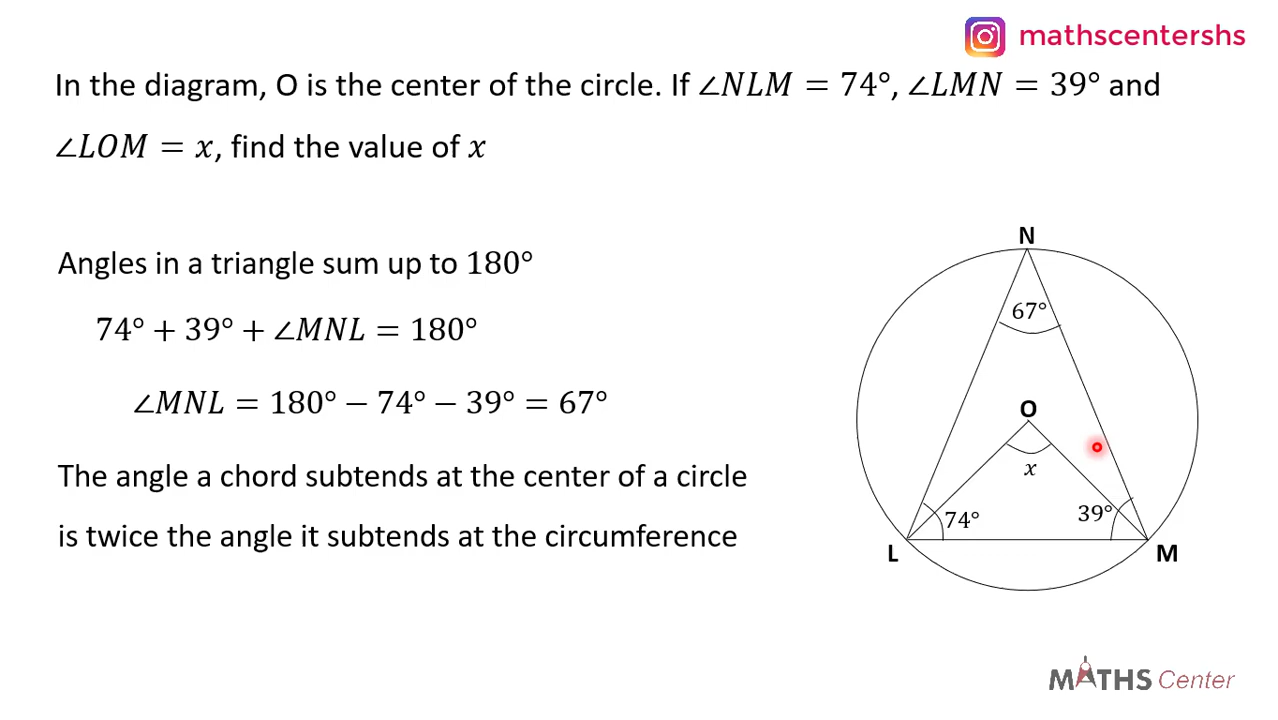 mathscentershs
In the diagram, O is the center of the circle. If ∠NLM = 74°, ∠LMN = 39° and
∠LOM = x, find the value of x
Angles in a triangle sum up to 180°
74° + 39° + ∠MNL = 180°
∠MNL = 180° − 74° − 39° = 67°
The angle a chord subtends at the center of a circle
is twice the angle it subtends at the circumference
N
67°
O
x
74°
39°
L
M
MATHS Center